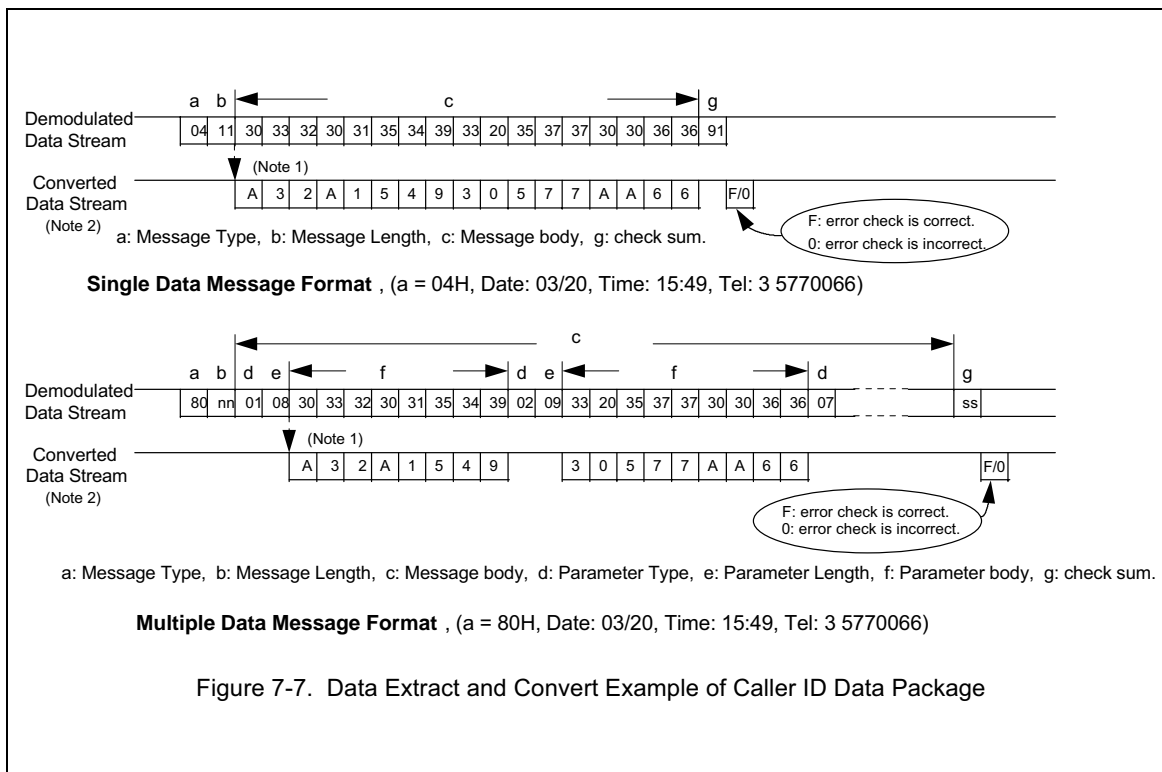 a b c g
Demodulated
Data Stream
04 11 30 33 32 30 31 35 34 39 33 20 35 37 37 30 30 36 36 91
(Note 1)
Converted
Data Stream
(Note 2)
A 3 2 A 1 5 4 9 3 0 5 7 7 A A 6 6 F/0
F: error check is correct.
0: error check is incorrect.
a: Message Type, b: Message Length, c: Message body, g: check sum.
Single Data Message Format , (a = 04H, Date: 03/20, Time: 15:49, Tel: 3 5770066)
c
a b d e f d e f d g
Demodulated
Data Stream
80 nn 01 08 30 33 32 30 31 35 34 39 02 09 33 20 35 37 37 30 30 36 36 07 ss
(Note 1)
Converted
Data Stream
(Note 2)
A 3 2 A 1 5 4 9 3 0 5 7 7 A A 6 6 F/0
F: error check is correct.
0: error check is incorrect.
a: Message Type, b: Message Length, c: Message body, d: Parameter Type, e: Parameter Length, f: Parameter body, g: check sum.
Multiple Data Message Format , (a = 80H, Date: 03/20, Time: 15:49, Tel: 3 5770066)
Figure 7-7. Data Extract and Convert Example of Caller ID Data Package